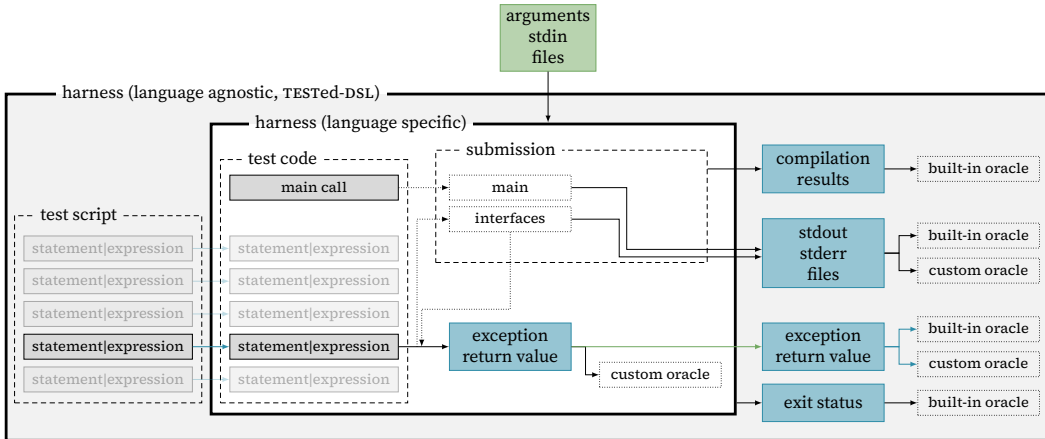 arguments
stdin
files
harness (language agnostic, TESTed-DSL)
harness (language specific)
test code
submission
main call
main
interfaces
compilation
results
built-in oracle
test script
statement|expression
statement|expression
statement|expression
statement|expression
statement|expression
statement|expression
statement|expression
statement|expression
statement|expression
statement|expression
stdout
stderr
files
built-in oracle
custom oracle
exception
return value
custom oracle
exception
return value
built-in oracle
custom oracle
exit status
built-in oracle